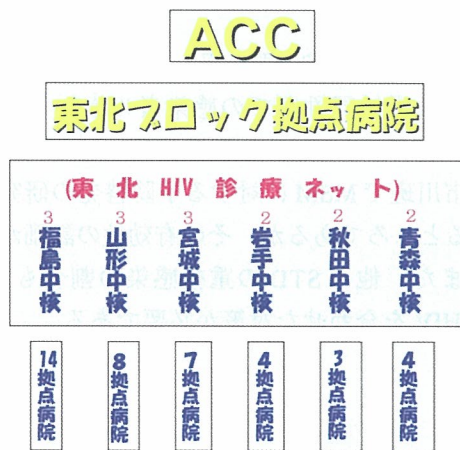 ACC
東北ブロック拠点病院
(東 北 HIV 診 療 ネ ッ ト)
3 福島中核
3 山形中核
3 宮城中核
2 岩手中核
2 秋田中核
2 青森中核
14拠点病院
8拠点病院
7拠点病院
4拠点病院
3拠点病院
4拠点病院